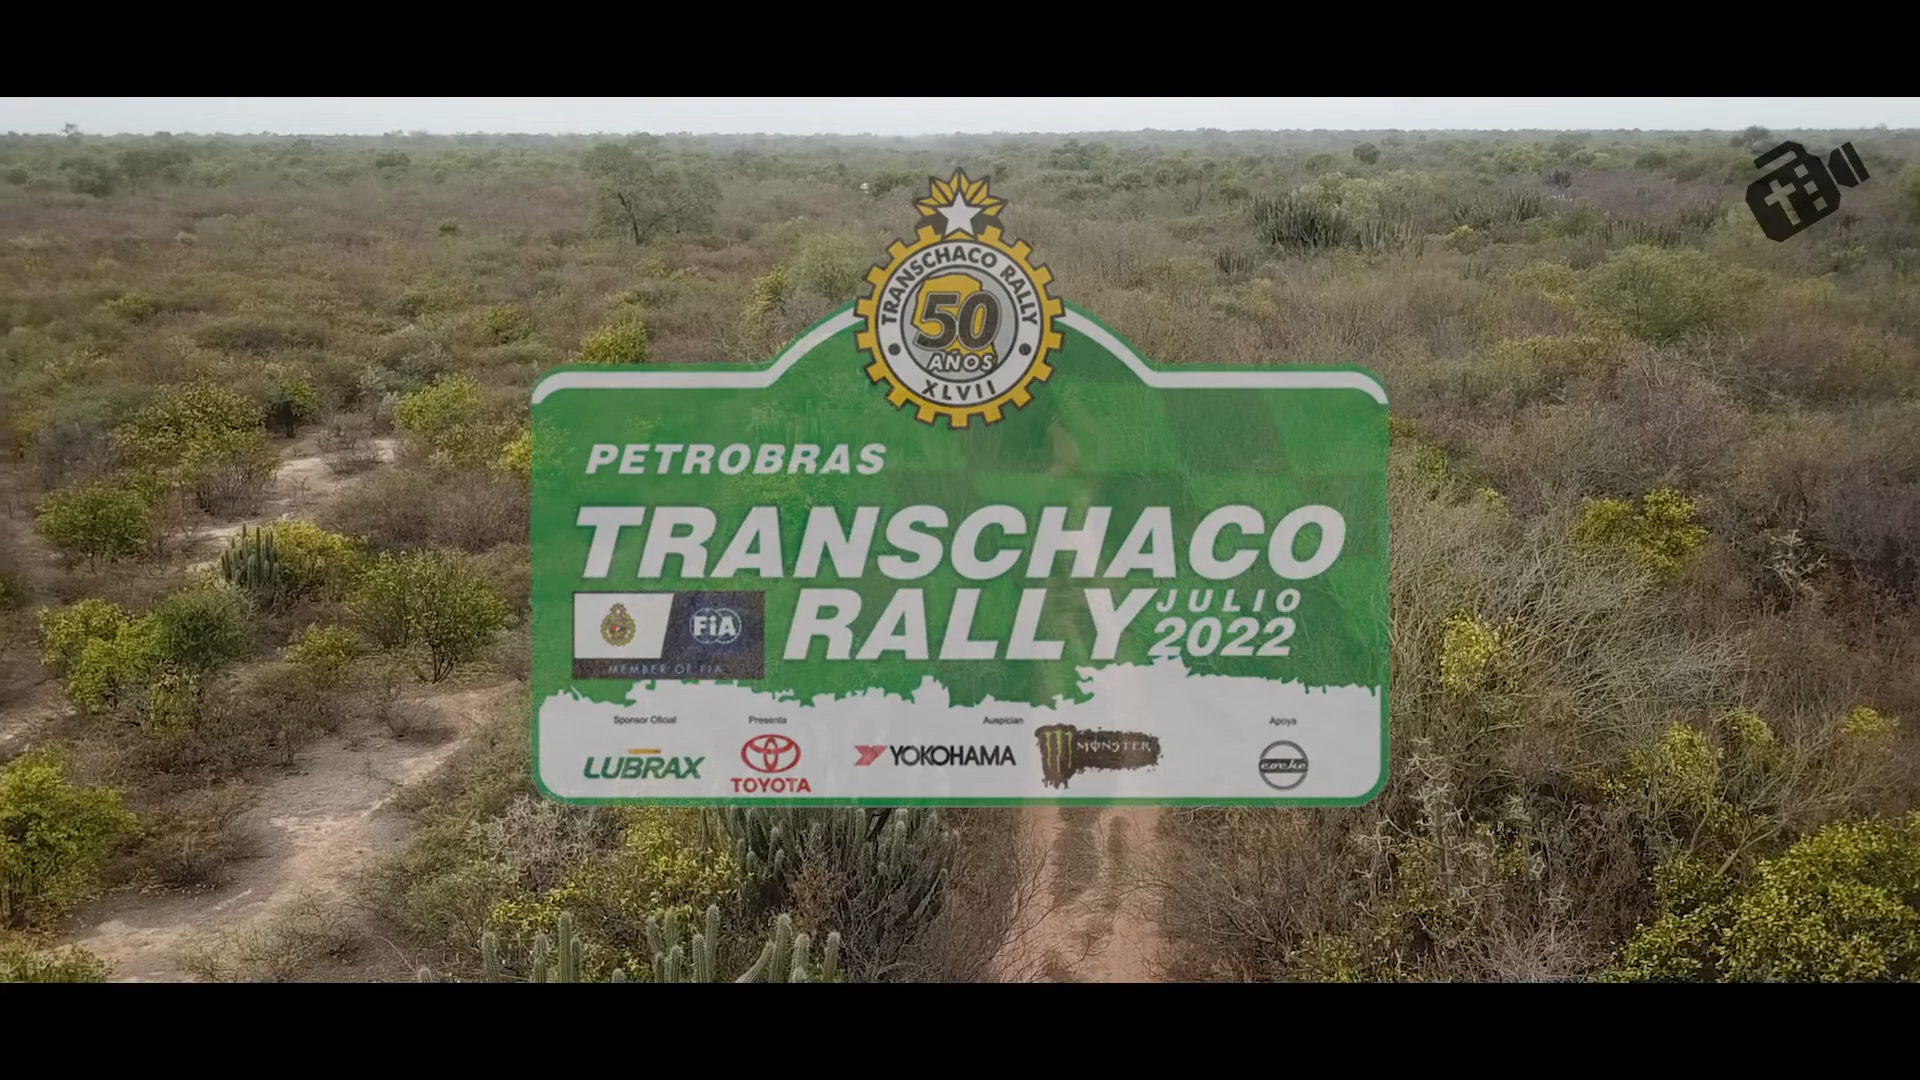 TRANSCHACO RALLY
50
AÑOS
XLVII
PETROBRAS
TRANSCHACO
RALLY
JULIO
2022
FiA
MEMBER OF FIA
Sponsor Oficial
Presenta
Auspician
Apoya
LUBRAX
TOYOTA
YOKOHAMA
MONSTER
coche